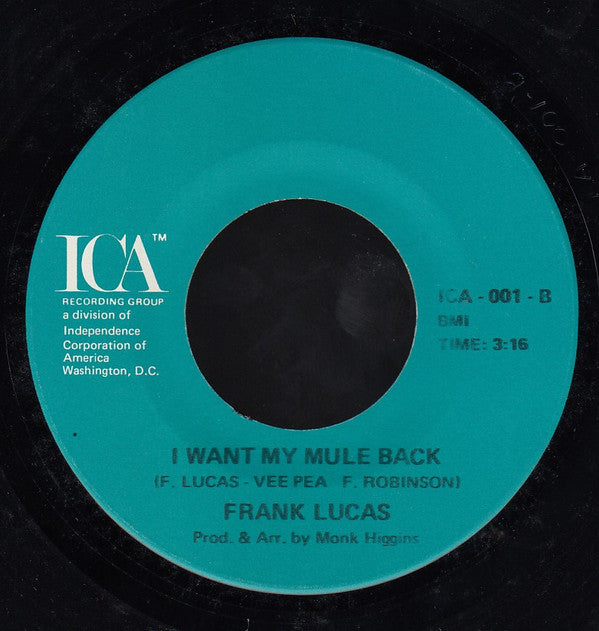 ICA™
RECORDING GROUP
a division of
Independence
Corporation of
America
Washington, D.C.
ICA - 001 - B
BMI
TIME: 3:16
I WANT MY MULE BACK
(F. LUCAS - VEE PEA F. ROBINSON)
FRANK LUCAS
Prod. & Arr. by Monk Higgins